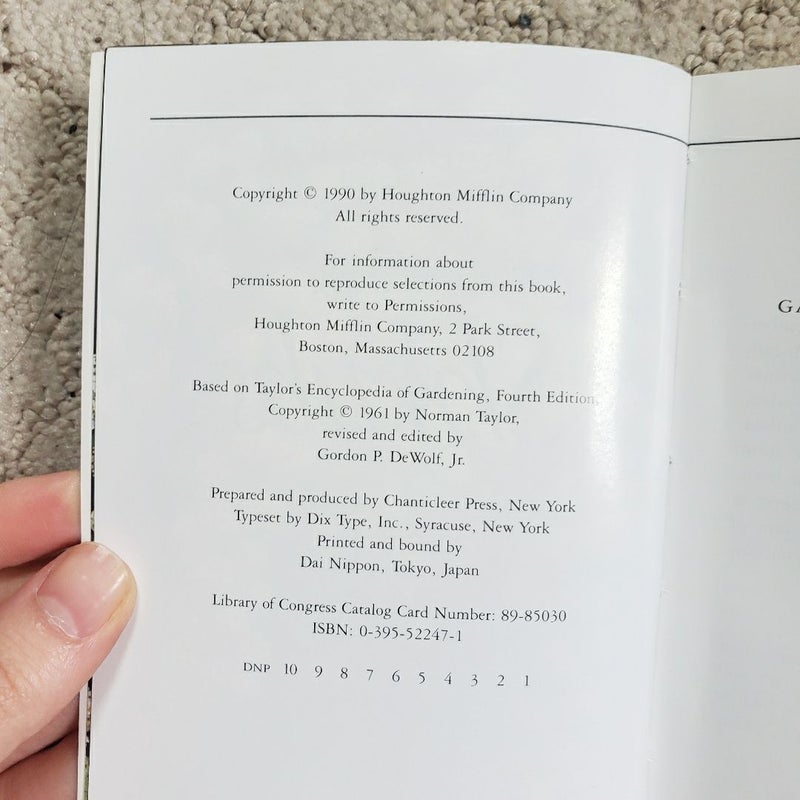 Copyright © 1990 by Houghton Mifflin Company
All rights reserved.
For information about
permission to reproduce selections from this book,
write to Permissions,
Houghton Mifflin Company, 2 Park Street,
Boston, Massachusetts 02108
Based on Taylor's Encyclopedia of Gardening, Fourth Edition,
Copyright © 1961 by Norman Taylor,
revised and edited by
Gordon P. DeWolf, Jr.
Prepared and produced by Chanticleer Press, New York
Typeset by Dix Type, Inc., Syracuse, New York
Printed and bound by
Dai Nippon, Tokyo, Japan
Library of Congress Catalog Card Number: 89-85030
ISBN: 0-395-52247-1
DNP 10 9 8 7 6 5 4 3 2 1